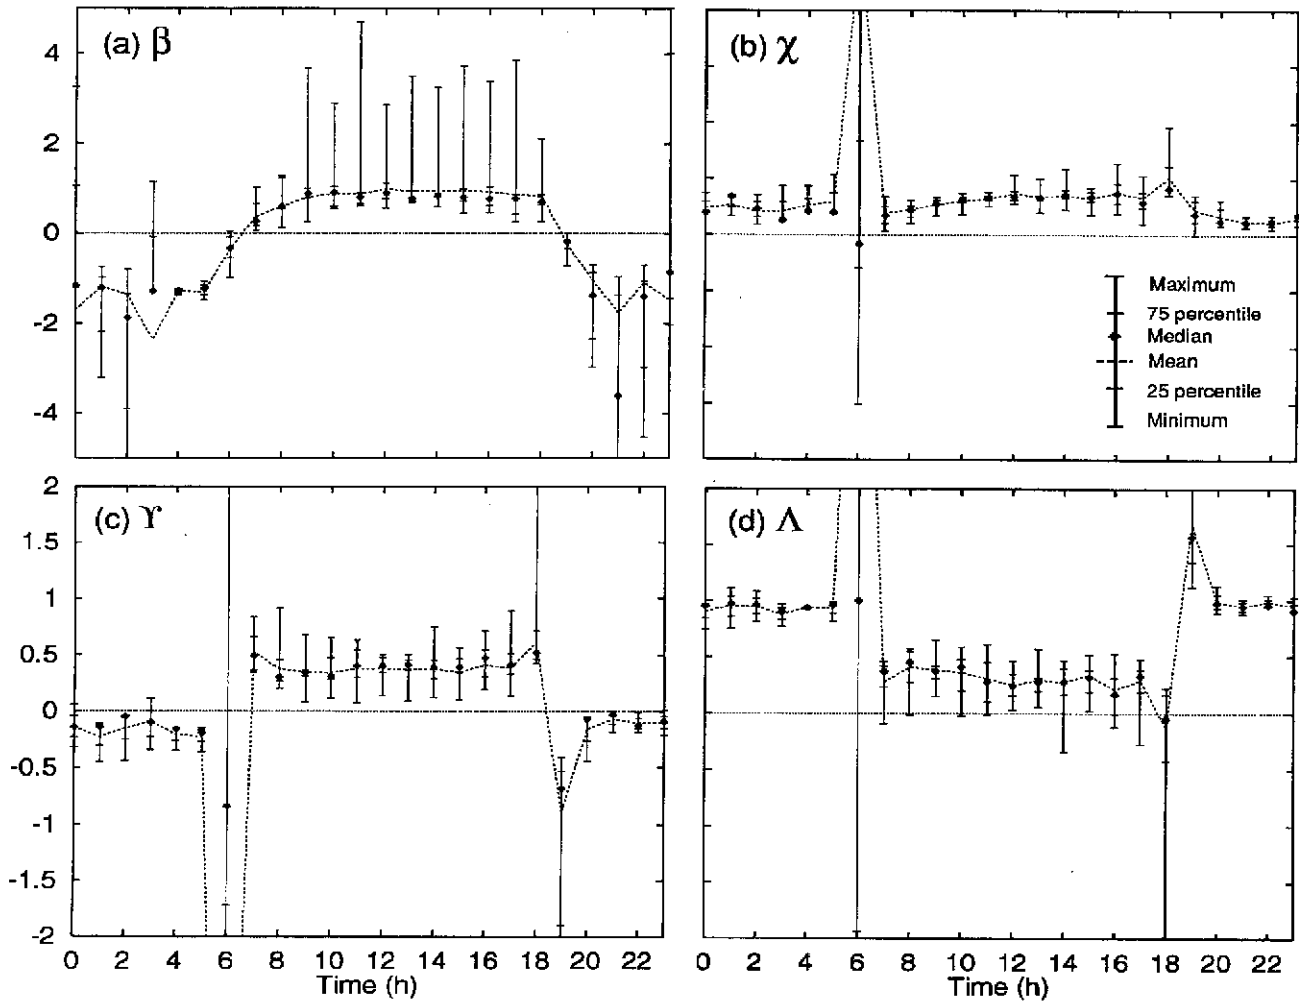 (a) β
4
2
0
-2
-4
(b) χ
Maximum
75 percentile
Median
Mean
25 percentile
Minimum
(c) ϒ
2
1.5
1
0.5
0
-0.5
-1
-1.5
-2
0 2 4 6 8 10 12 14 16 18 20 22
Time (h)
(d) Λ
0 2 4 6 8 10 12 14 16 18 20 22
Time (h)